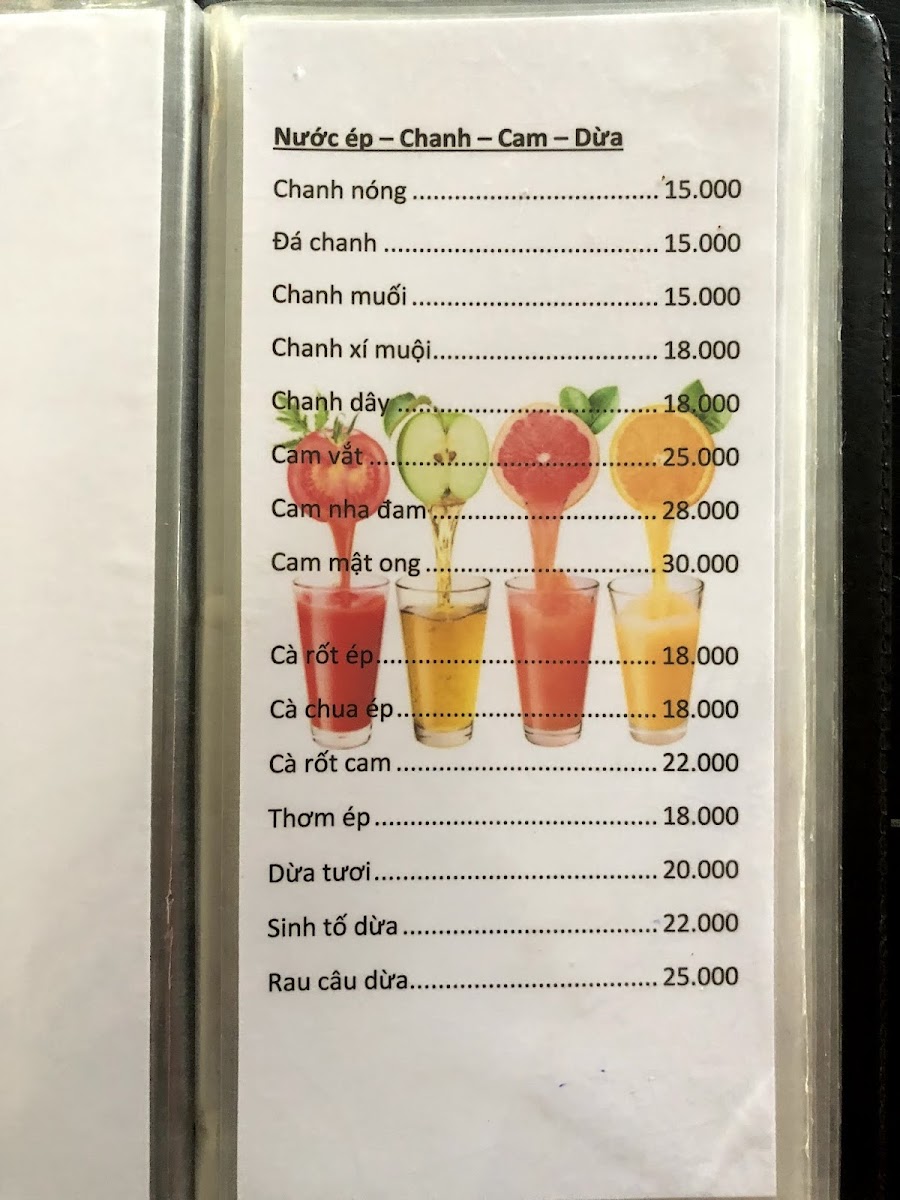 Nước ép – Chanh – Cam – Dừa
Chanh nóng .................................. 15.000
Đá chanh ...................................... 15.000
Chanh muối .................................. 15.000
Chanh xí muội............................... 18.000
Chanh dây .................................... 18.000
Cam vắt ........................................ 25.000
Cam nha đam ............................... 28.000
Cam mật ong ................................ 30.000
Cà rốt ép....................................... 18.000
Cà chua ép .................................... 18.000
Cà rốt cam .................................... 22.000
Thơm ép ....................................... 18.000
Dừa tươi ....................................... 20.000
Sinh tố dừa ................................... 22.000
Rau câu dừa.................................. 25.000